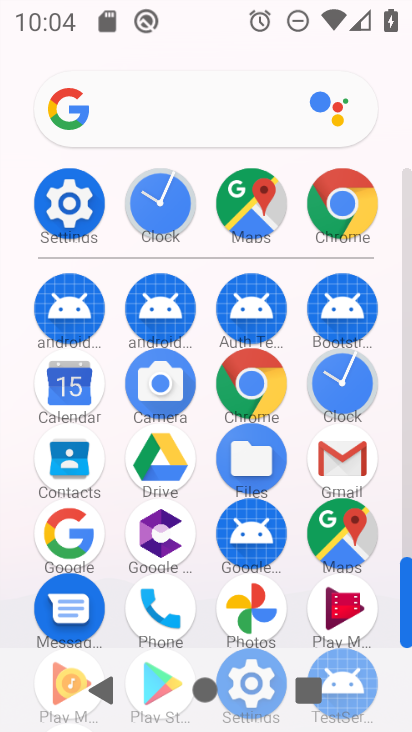 10:04
Settings Clock Maps Chrome
android... android... Auth Te... Bootstr...
15
Calendar Camera Chrome Clock
Contacts Drive Files Gmail
Google Google ... Google... Maps
Messag... Phone Photos Play M...
Play M... Play St... Settings TestSer...